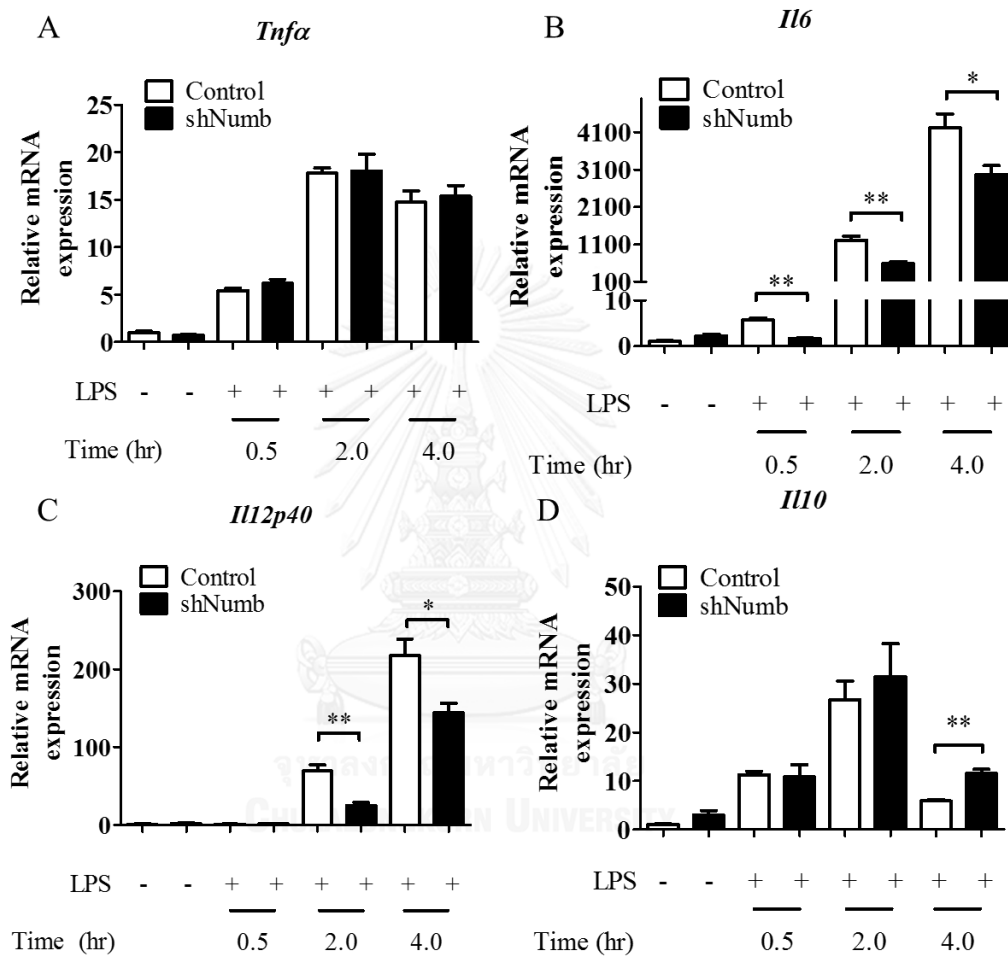 A
Tnfα
Control
shNumb
Relative mRNA
expression
25
20
15
10
5
0
LPS - - + + + + + +
Time (hr) 0.5 2.0 4.0
B
Il6
Control
shNumb
Relative mRNA
expression
4100
3100
2100
1100
100
10
0
** ** *
LPS - - + + + + + +
Time (hr) 0.5 2.0 4.0
C
Il12p40
Control
shNumb
Relative mRNA
expression
300
200
100
0
** *
LPS - - + + + + + +
Time (hr) 0.5 2.0 4.0
D
Il10
Control
shNumb
Relative mRNA
expression
50
40
30
20
10
0
**
LPS - - + + + + + +
Time (hr) 0.5 2.0 4.0
UNIVERSITY